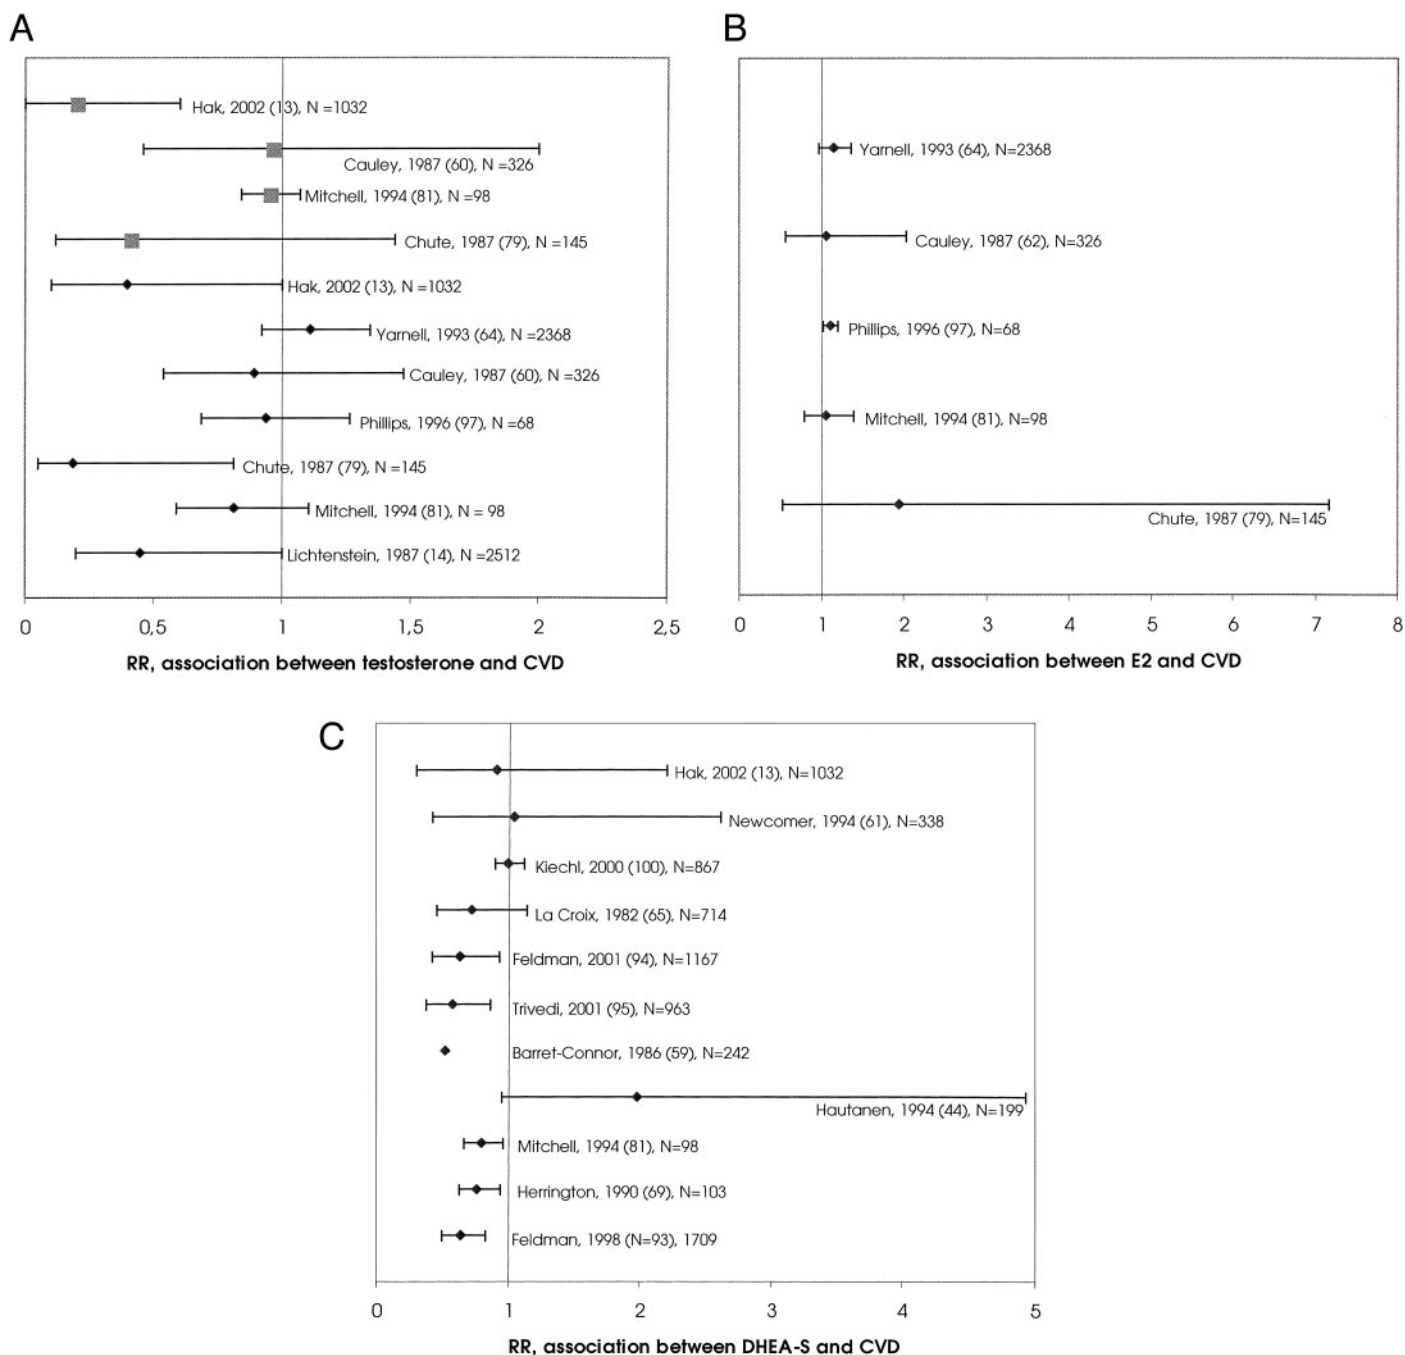 A
Hak, 2002 (13), N =1032
Cauley, 1987 (60), N =326
Mitchell, 1994 (81), N =98
Chute, 1987 (79), N =145
Hak, 2002 (13), N =1032
Yarnell, 1993 (64), N =2368
Cauley, 1987 (60), N =326
Phillips, 1996 (97), N =68
Chute, 1987 (79), N =145
Mitchell, 1994 (81), N = 98
Lichtenstein, 1987 (14), N =2512
0 0,5 1 1,5 2 2,5
RR, association between testosterone and CVD
B
Yarnell, 1993 (64), N=2368
Cauley, 1987 (62), N=326
Phillips, 1996 (97), N=68
Mitchell, 1994 (81), N=98
Chute, 1987 (79), N=145
0 1 2 3 4 5 6 7 8
RR, association between E2 and CVD
C
Hak, 2002 (13), N=1032
Newcomer, 1994 (61), N=338
Kiechl, 2000 (100), N=867
La Croix, 1982 (65), N=714
Feldman, 2001 (94), N=1167
Trivedi, 2001 (95), N=963
Barret-Connor, 1986 (59), N=242
Hautanen, 1994 (44), N=199
Mitchell, 1994 (81), N=98
Herrington, 1990 (69), N=103
Feldman, 1998 (N=93), 1709
0 1 2 3 4 5
RR, association between DHEA-S and CVD